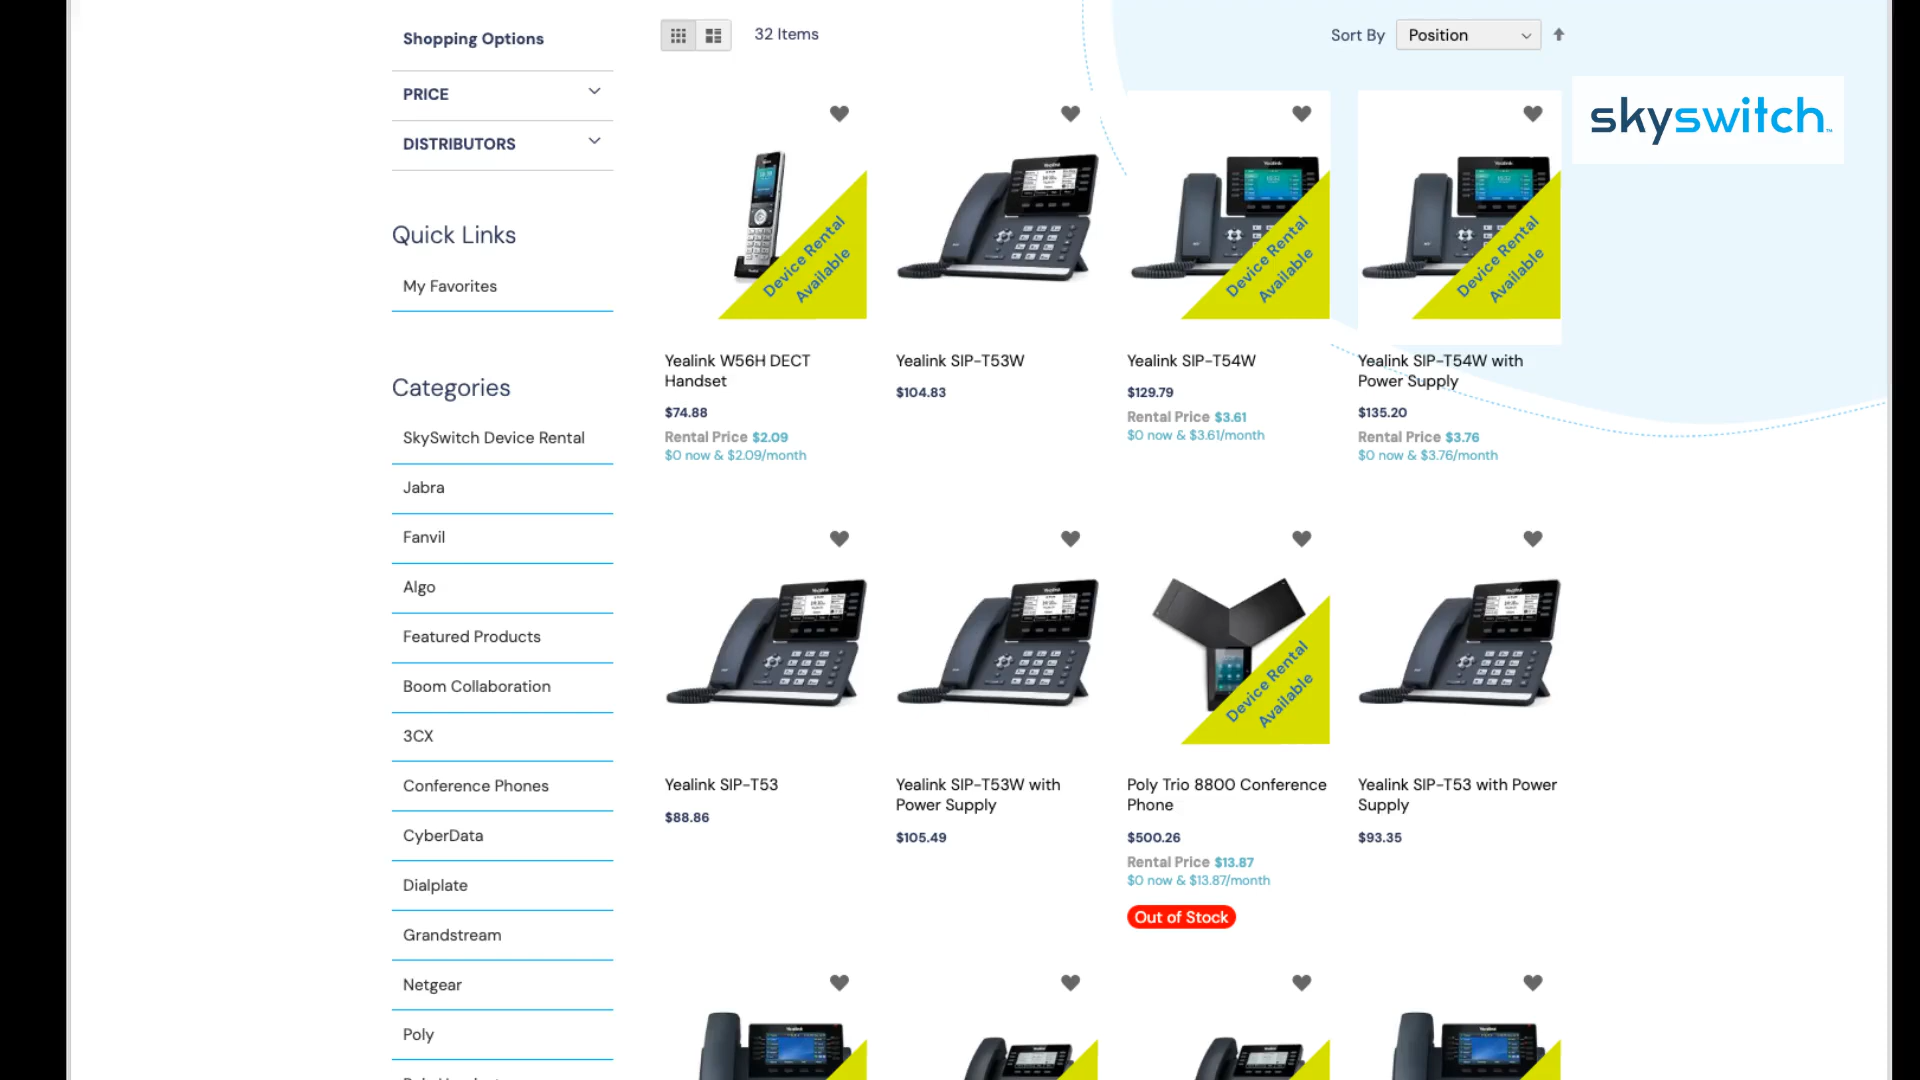 Shopping Options
32 Items
Sort By
Position
PRICE
DISTRIBUTORS
skyswitch™
Quick Links
My Favorites
Categories
SkySwitch Device Rental
Jabra
Fanvil
Algo
Featured Products
Boom Collaboration
3CX
Conference Phones
CyberData
Dialplate
Grandstream
Netgear
Poly
Device Rental
Available
Yealink W56H DECT
Handset
$74.88
Rental Price $2.09
$0 now & $2.09/month
Yealink SIP-T53W
$104.83
Device Rental
Available
Yealink SIP-T54W
$129.79
Rental Price $3.61
$0 now & $3.61/month
Device Rental
Available
Yealink SIP-T54W with
Power Supply
$135.20
Rental Price $3.76
$0 now & $3.76/month
Yealink SIP-T53
$88.86
Yealink SIP-T53W with
Power Supply
$105.49
Device Rental
Available
Poly Trio 8800 Conference
Phone
$500.26
Rental Price $13.87
$0 now & $13.87/month
Out of Stock
Yealink SIP-T53 with Power
Supply
$93.35